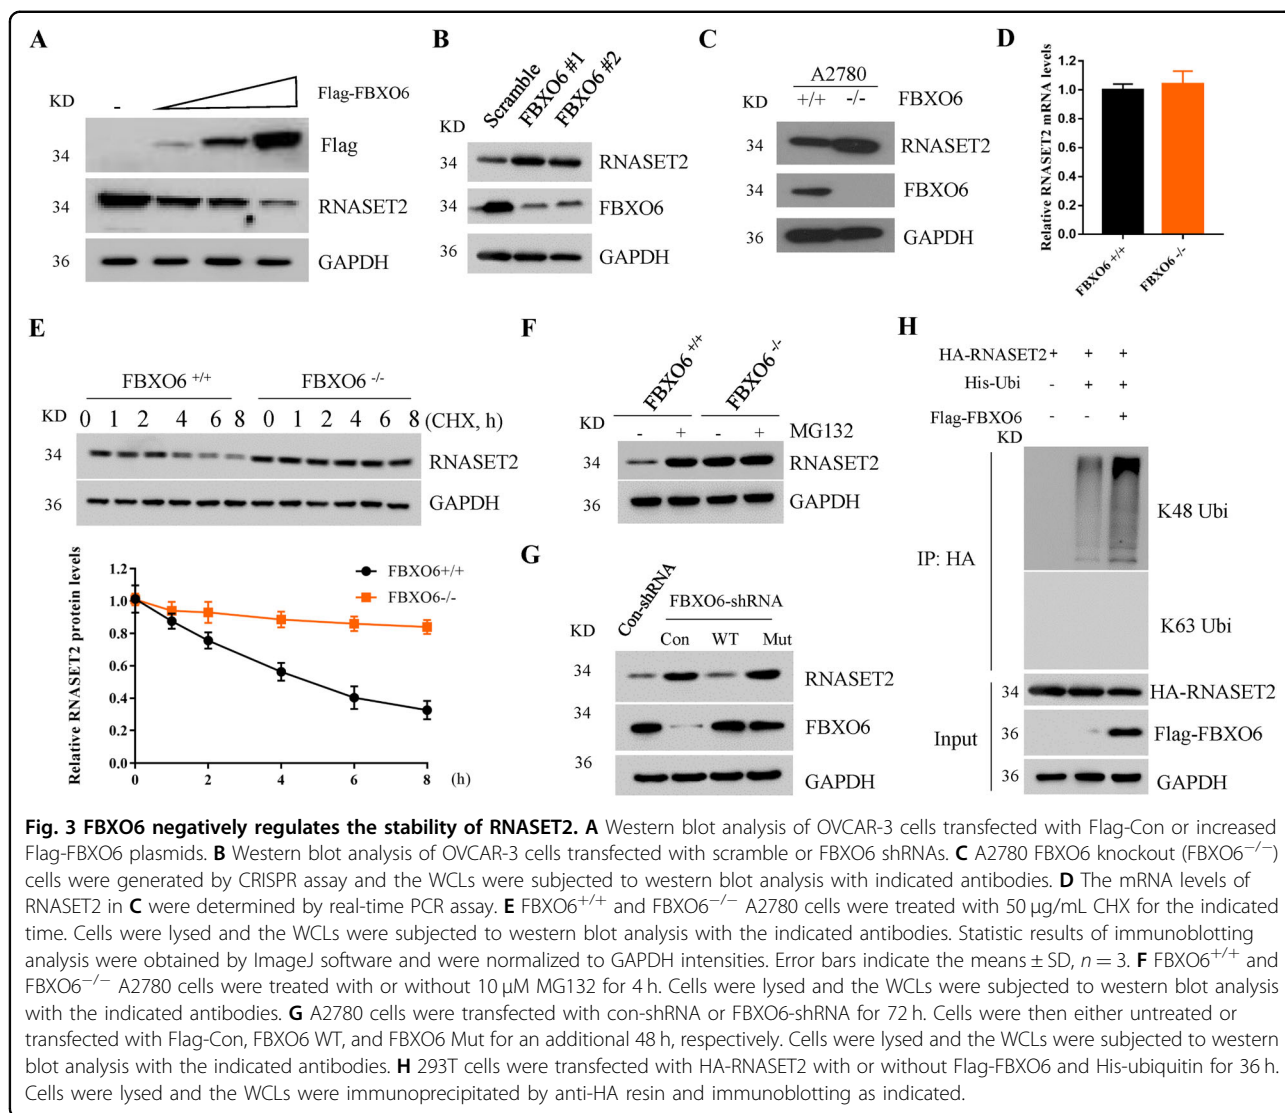 A
KD
-
Flag-FBXO6
34
Flag
34
RNASET2
36
GAPDH
B
Scramble
FBXO6 #1
FBXO6 #2
KD
34
RNASET2
34
FBXO6
36
GAPDH
C
A2780
KD
+/+ -/- FBXO6
34
RNASET2
34
FBXO6
36
GAPDH
D
Relative RNASET2 mRNA levels
1.2
1.0
0.8
0.6
0.4
0.2
0.0
FBXO6 +/+
FBXO6 -/-
E
FBXO6 +/+ FBXO6 -/-
KD
0 1 2 4 6 8 0 1 2 4 6 8 (CHX, h)
34
RNASET2
36
GAPDH
Relative RNASET2 protein levels
1.2
1.0
0.8
0.6
0.4
0.2
0.0
FBXO6+/+
FBXO6-/-
0 2 4 6 8 (h)
F
FBXO6 +/+
FBXO6 -/-
KD
- + - + MG132
34
RNASET2
36
GAPDH
G
Con-shRNA
FBXO6-shRNA
KD
Con WT Mut
34
RNASET2
34
FBXO6
36
GAPDH
H
HA-RNASET2 + + +
His-Ubi - + +
Flag-FBXO6 - - +
KD
IP: HA
K48 Ubi
K63 Ubi
Input
34
HA-RNASET2
36
Flag-FBXO6
36
GAPDH
Fig. 3 FBXO6 negatively regulates the stability of RNASET2. A Western blot analysis of OVCAR-3 cells transfected with Flag-Con or increased
Flag-FBXO6 plasmids. B Western blot analysis of OVCAR-3 cells transfected with scramble or FBXO6 shRNAs. C A2780 FBXO6 knockout (FBXO6−/−)
cells were generated by CRISPR assay and the WCLs were subjected to western blot analysis with indicated antibodies. D The mRNA levels of
RNASET2 in C were determined by real-time PCR assay. E FBXO6+/+ and FBXO6−/− A2780 cells were treated with 50 µg/mL CHX for the indicated
time. Cells were lysed and the WCLs were subjected to western blot analysis with the indicated antibodies. Statistic results of immunoblotting
analysis were obtained by ImageJ software and were normalized to GAPDH intensities. Error bars indicate the means ± SD, n = 3. F FBXO6+/+ and
FBXO6−/− A2780 cells were treated with or without 10 µM MG132 for 4 h. Cells were lysed and the WCLs were subjected to western blot analysis
with the indicated antibodies. G A2780 cells were transfected with con-shRNA or FBXO6-shRNA for 72 h. Cells were then either untreated or
transfected with Flag-Con, FBXO6 WT, and FBXO6 Mut for an additional 48 h, respectively. Cells were lysed and the WCLs were subjected to western
blot analysis with the indicated antibodies. H 293T cells were transfected with HA-RNASET2 with or without Flag-FBXO6 and His-ubiquitin for 36 h.
Cells were lysed and the WCLs were immunoprecipitated by anti-HA resin and immunoblotting as indicated.